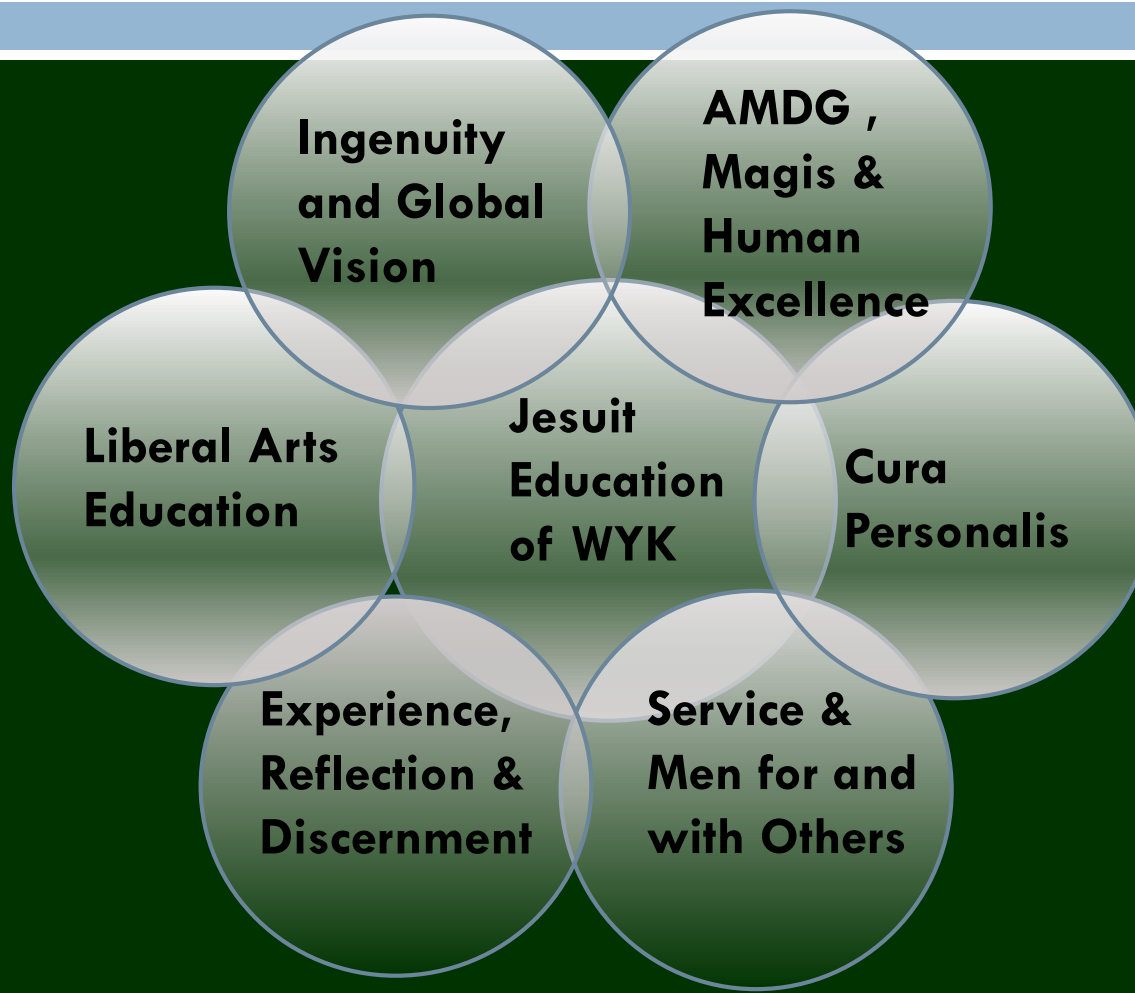 Ingenuity
and Global
Vision
AMDG ,
Magis &
Human
Excellence
Liberal Arts
Education
Jesuit
Education
of WYK
Cura
Personalis
Experience,
Reflection &
Discernment
Service &
Men for and
with Others